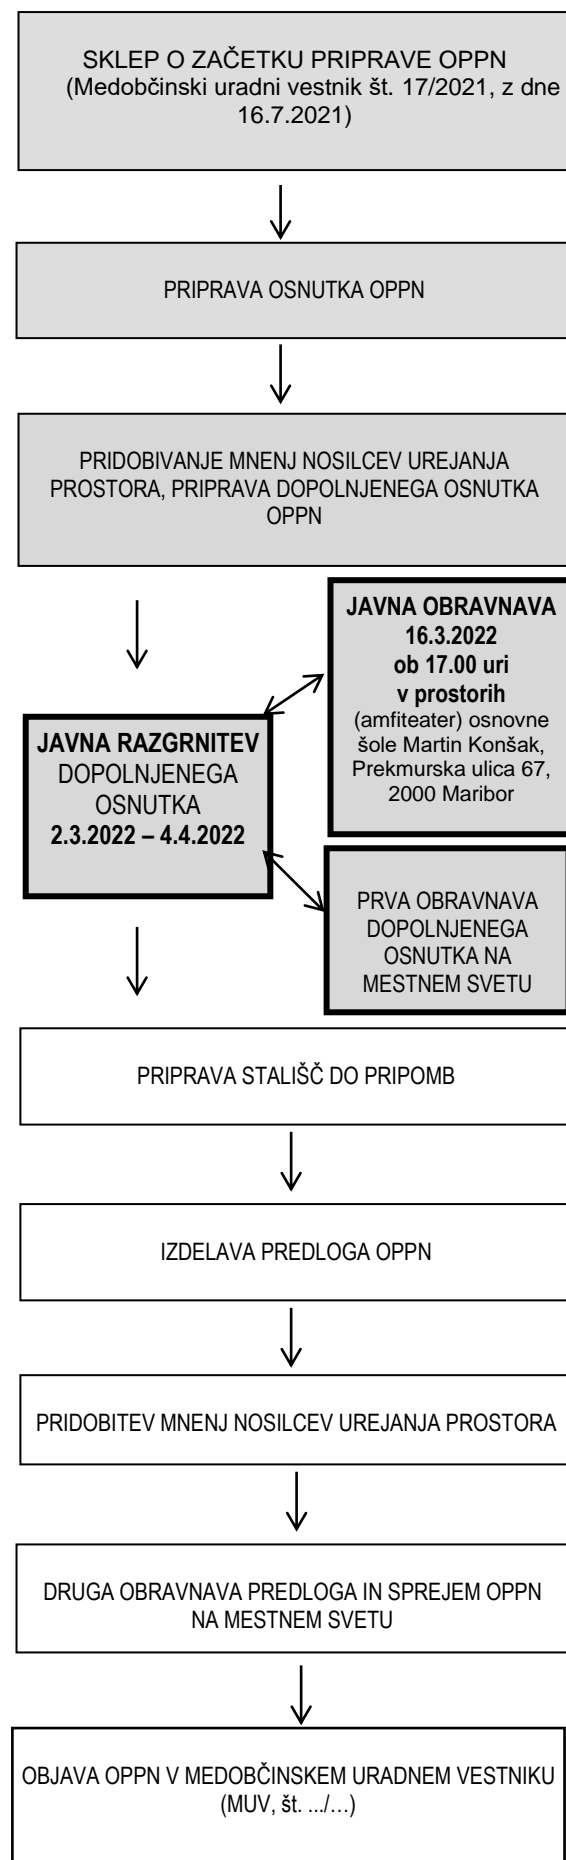 SKLEP O ZAČETKU PRIPRAVE OPPN
(Medobčinski uradni vestnik št. 17/2021, z dne
16.7.2021)
PRIPRAVA OSNUTKA OPPN
PRIDOBIVANJE MNENJ NOSILCEV UREJANJA
PROSTORA, PRIPRAVA DOPOLNJENEGA OSNUTKA
OPPN
JAVNA OBRAVNAVA
16.3.2022
ob 17.00 uri
v prostorih
(amfiteater) osnovne
šole Martin Konšak,
Prekmurska ulica 67,
2000 Maribor
JAVNA RAZGRNITEV
DOPOLNJENEGA
OSNUTKA
2.3.2022 – 4.4.2022
PRVA OBRAVNAVA
DOPOLNJENEGA
OSNUTKA NA
MESTNEM SVETU
PRIPRAVA STALIŠČ DO PRIPOMB
IZDELAVA PREDLOGA OPPN
PRIDOBITEV MNENJ NOSILCEV UREJANJA PROSTORA
DRUGA OBRAVNAVA PREDLOGA IN SPREJEM OPPN
NA MESTNEM SVETU
OBJAVA OPPN V MEDOBČINSKEM URADNEM VESTNIKU
(MUV, št. .../…)